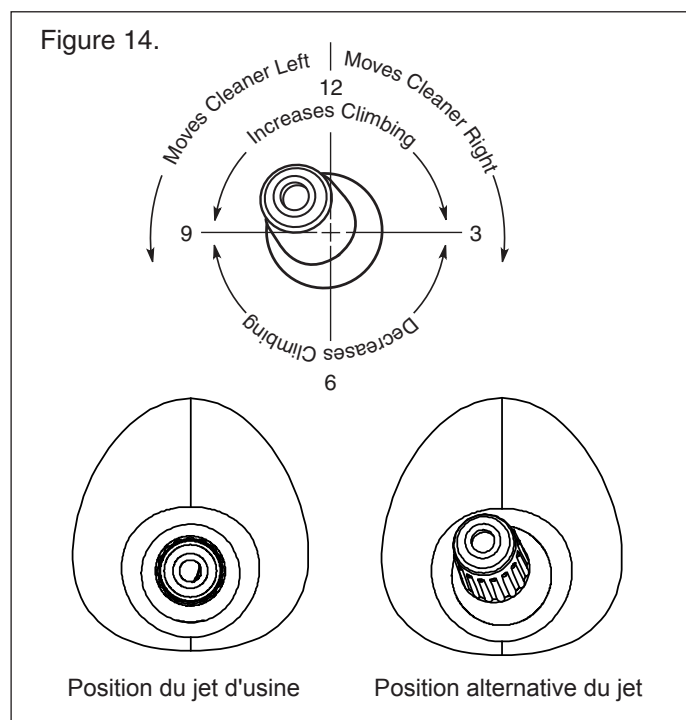 Figure 14.
Moves Cleaner Left
Moves Cleaner Right
12
Increases Climbing
9
3
Decreases Climbing
6
Position du jet d'usine
Position alternative du jet